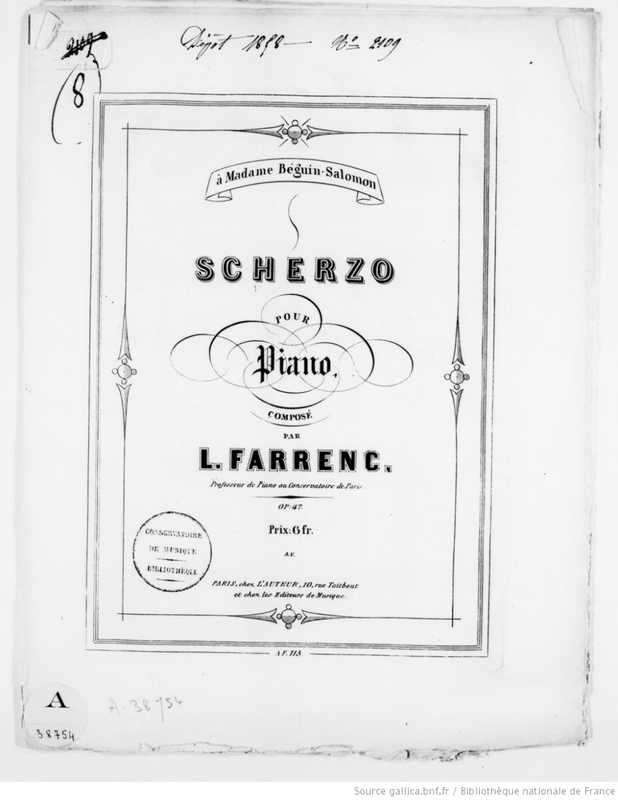 Dépôt 1858 — No 2109
2109
(8
à Madame Béguin-Salomon
SCHERZO
POUR
Piano,
COMPOSÉ
PAR
L. FARRENC,
Professeur de Piano au Conservatoire de Paris.
OP: 47.
Prix: 6 fr.
A.F.
CONSERVATOIRE
DE MUSIQUE
BIBLIOTHÈQUE
PARIS, chez L'AUTEUR, 10, rue Taitbout
et chez les Editeurs de Musique.
A F. 115.
A
38754
A. 38754
Source gallica.bnf.fr / Bibliothèque nationale de France